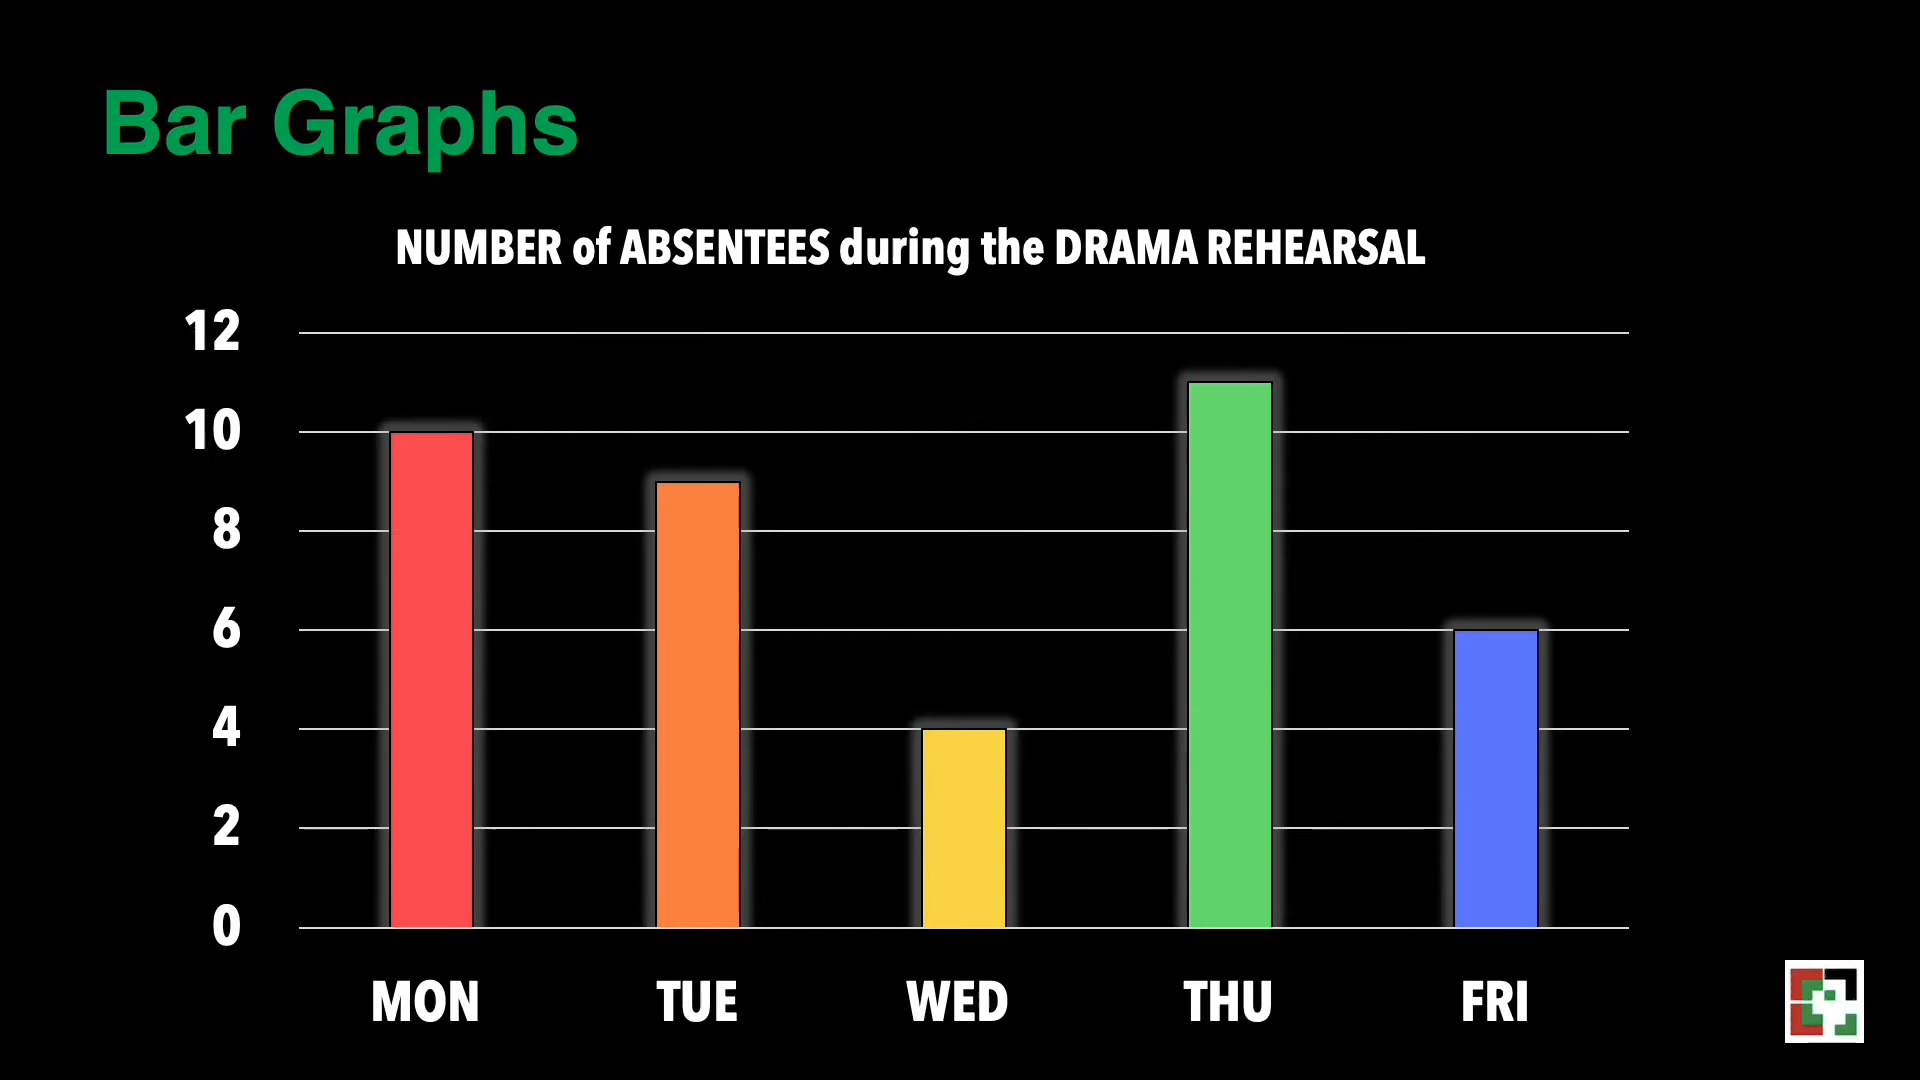 Bar Graphs
NUMBER of ABSENTEES during the DRAMA REHEARSAL
12
10
8
6
4
2
0
MON TUE WED THU FRI